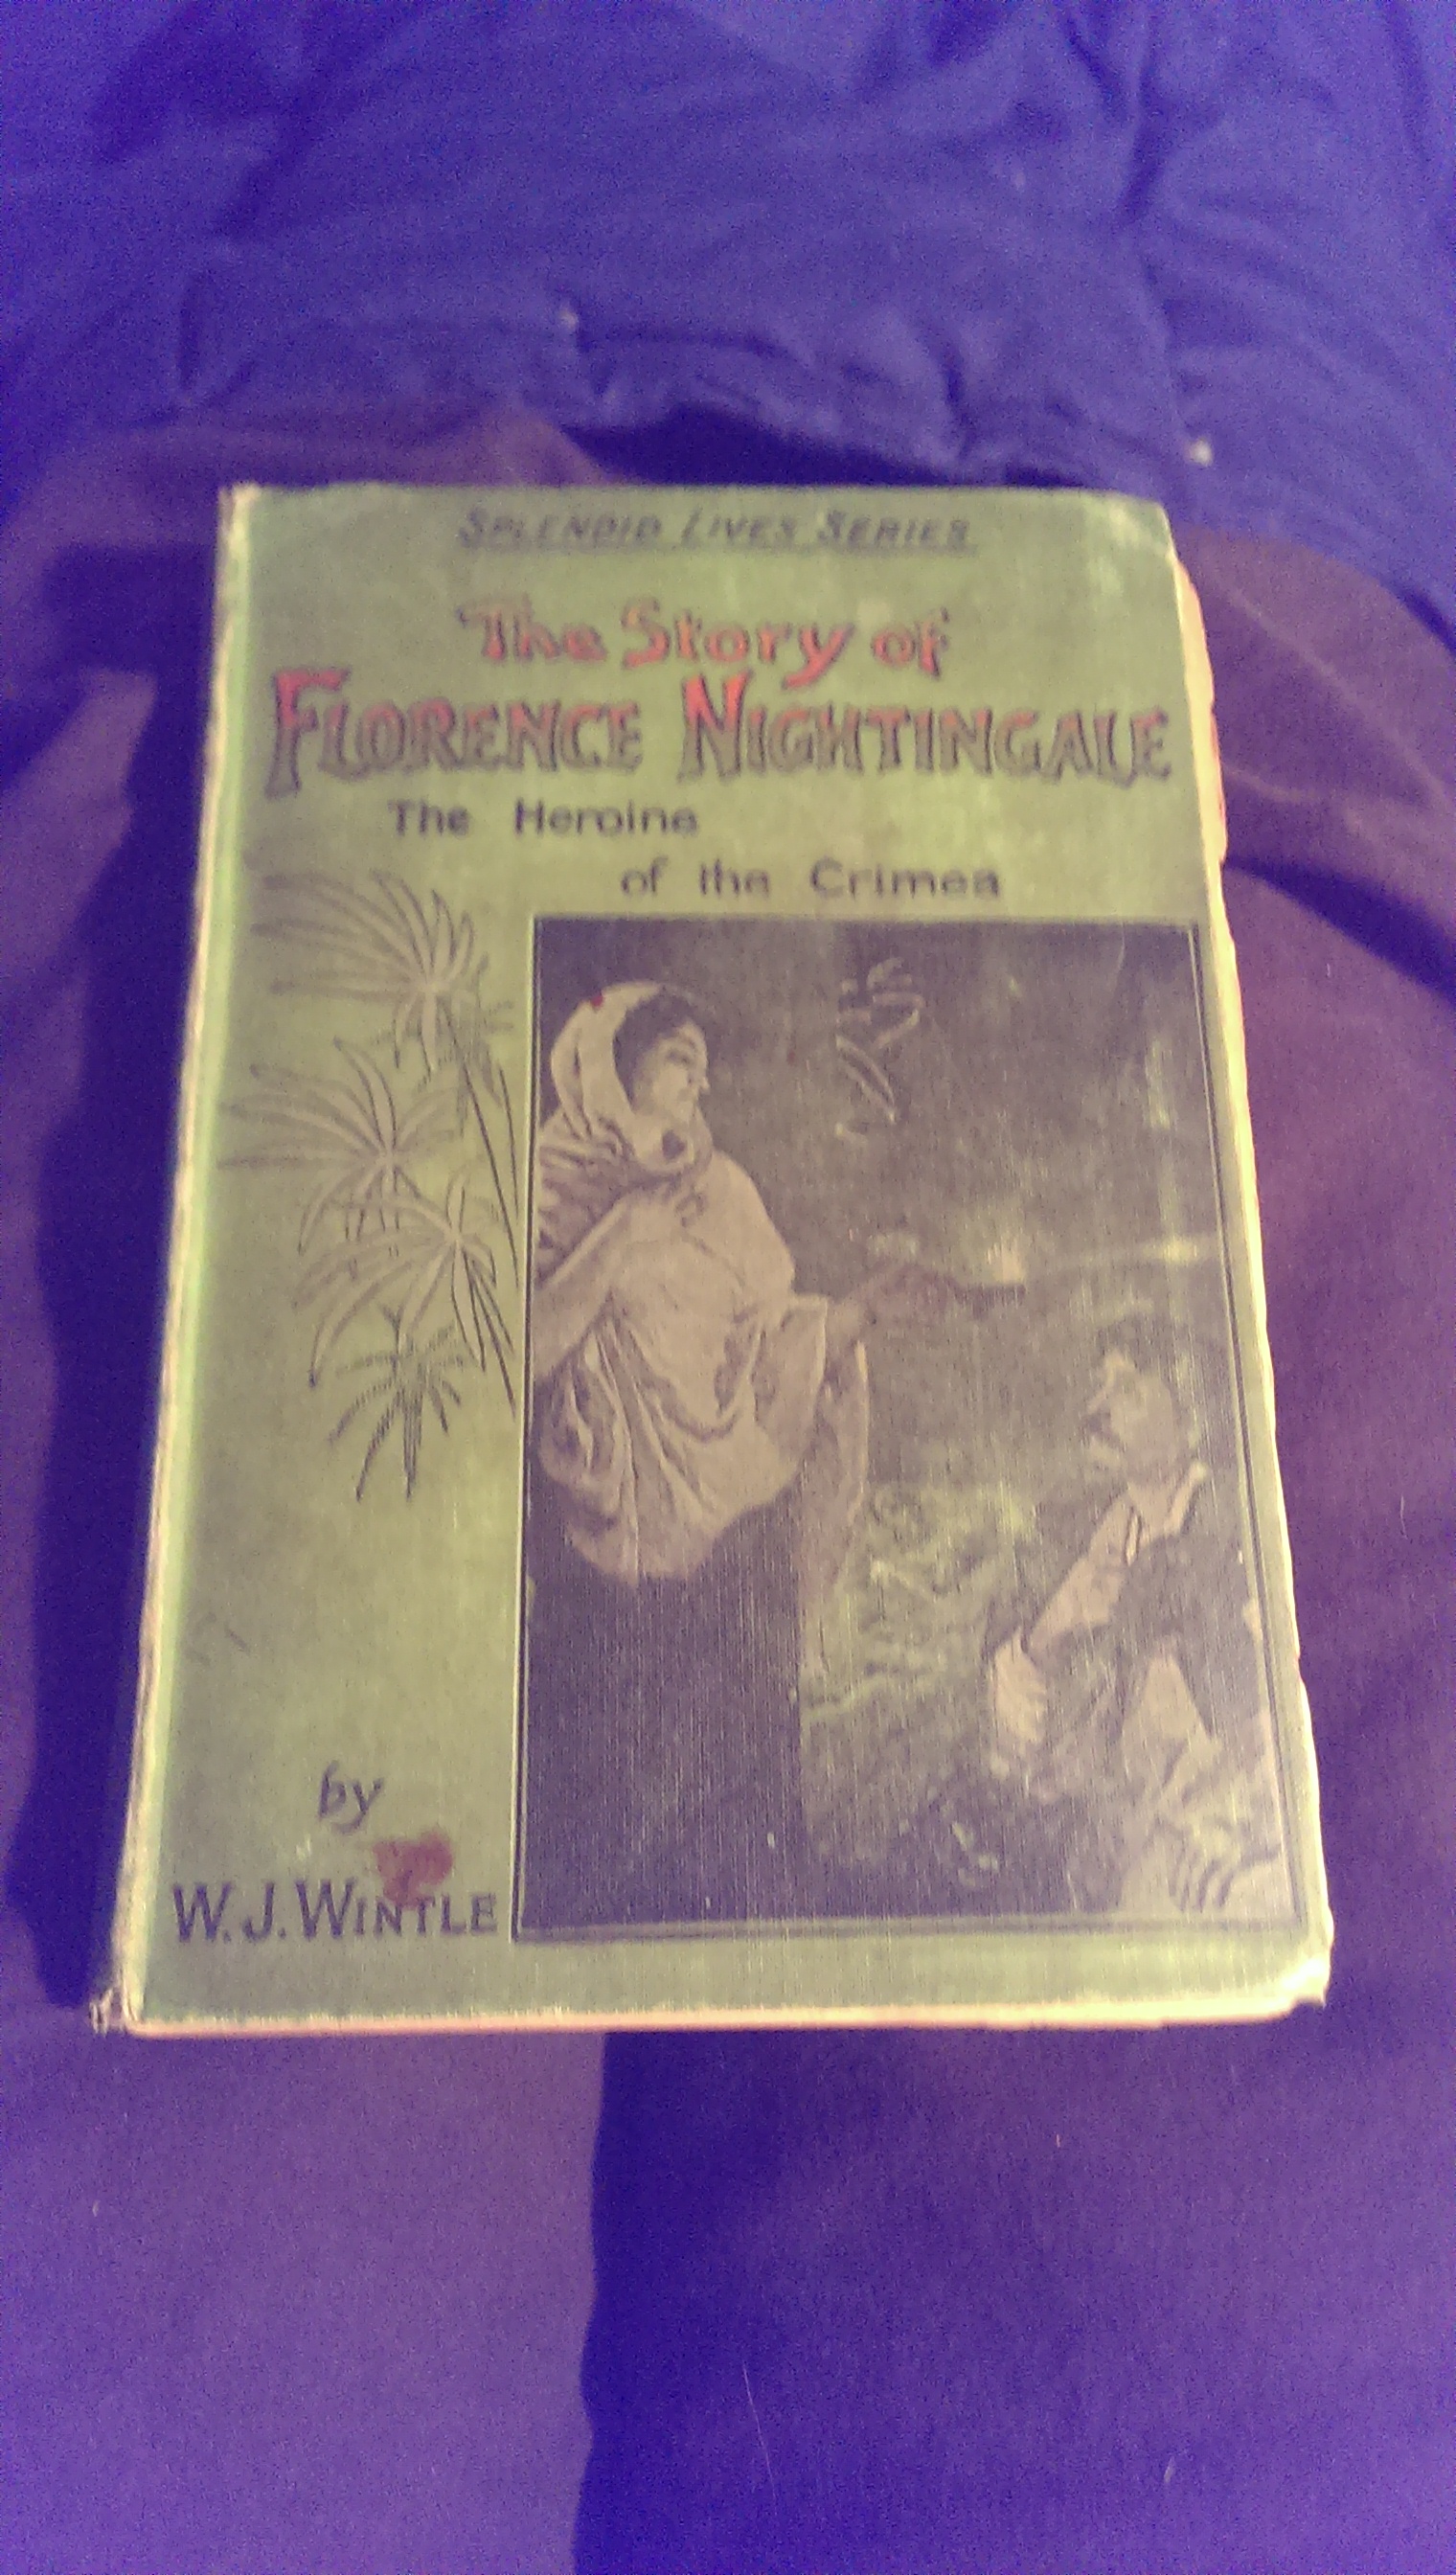 SPLENDID LIVES SERIES
The Story of
FLORENCE NIGHTINGALE
The Heroine
of the Crimea
by
W. J. WINTLE